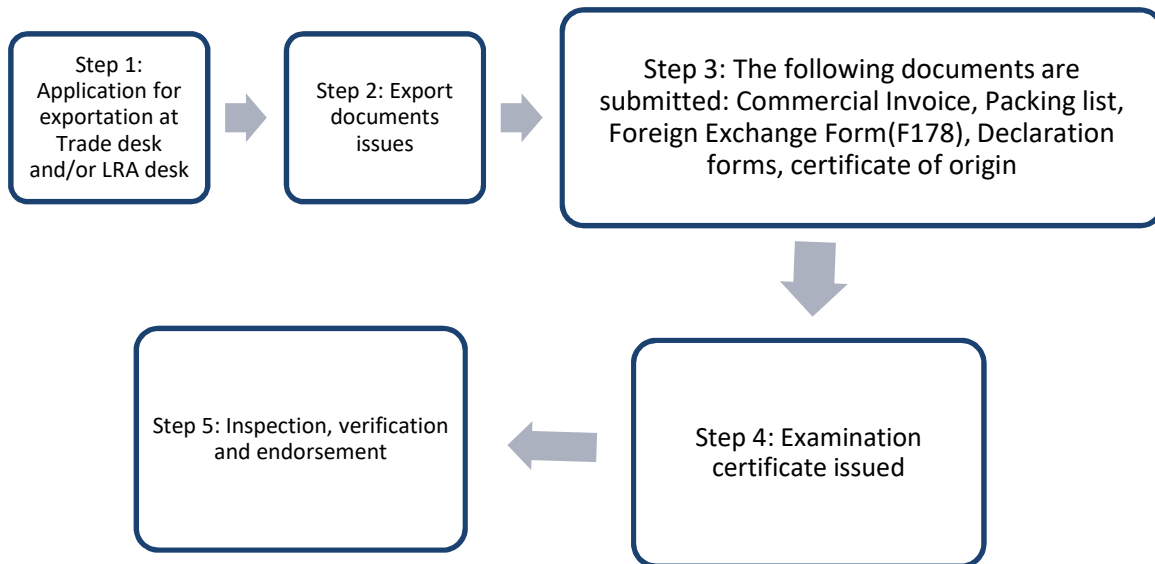 Step 1:
Application for
exportation at
Trade desk
and/or LRA desk
Step 2: Export
documents
issues
Step 3: The following documents are
submitted: Commercial Invoice, Packing list,
Foreign Exchange Form(F178), Declaration
forms, certificate of origin
Step 4: Examination
certificate issued
Step 5: Inspection, verification
and endorsement